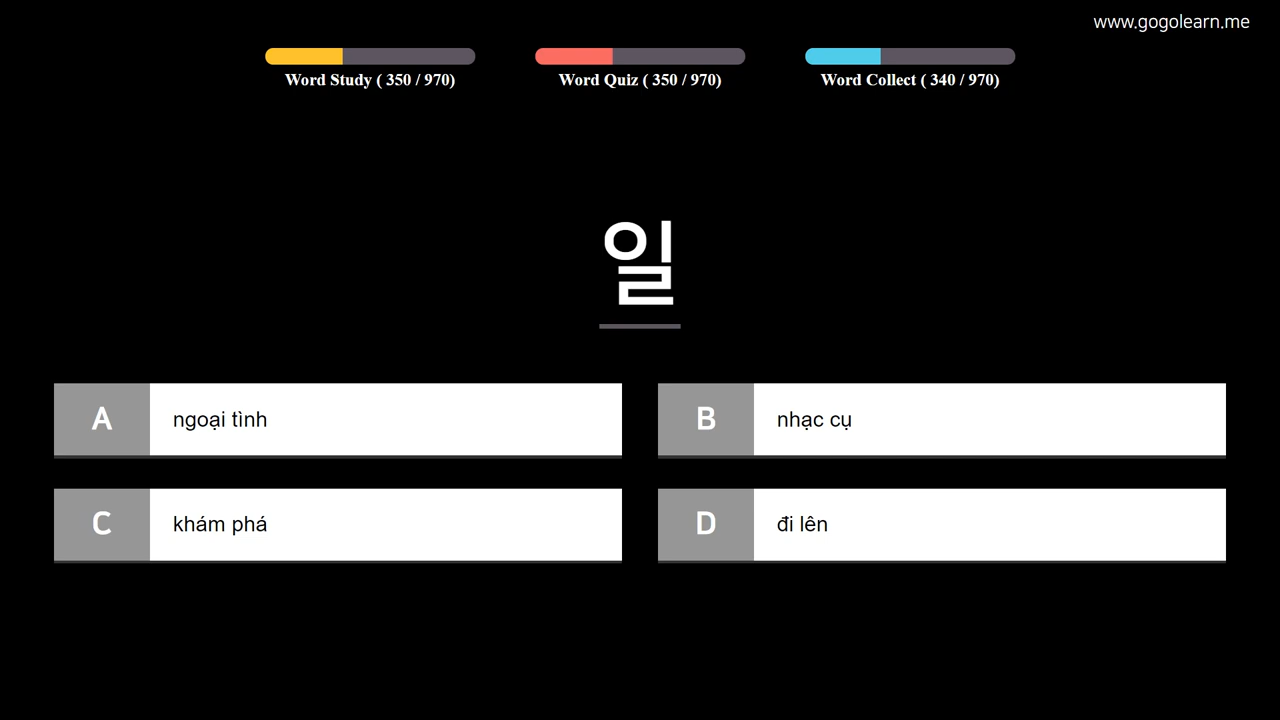 www.gogolearn.me
Word Study ( 350 / 970)
Word Quiz ( 350 / 970)
Word Collect ( 340 / 970)
일
A ngoại tình
B nhạc cụ
C khám phá
D đi lên